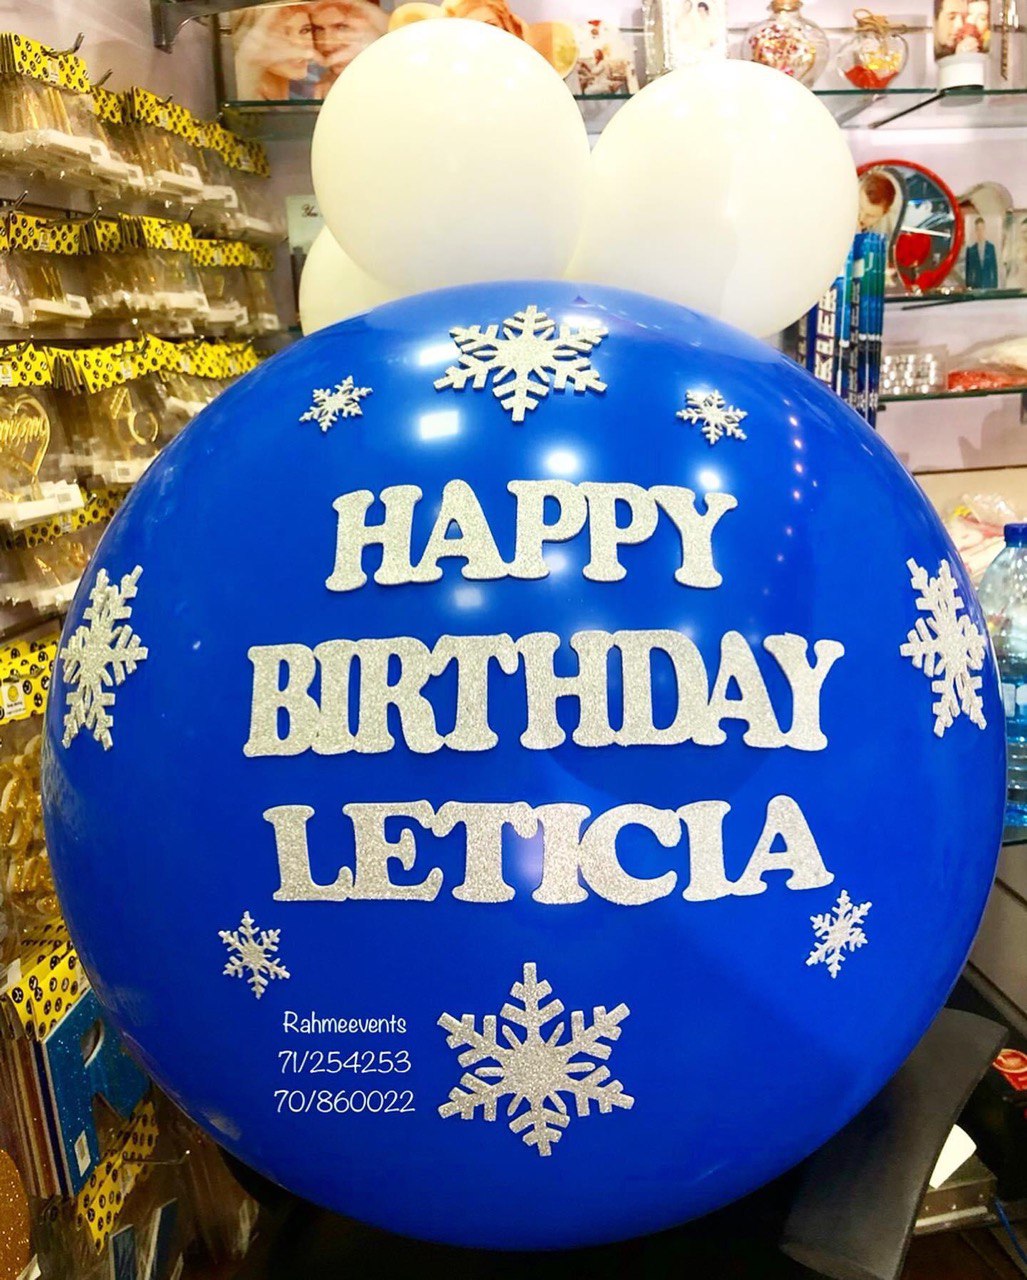 HAPPY
BIRTHDAY
LETICIA
Rahmeevents
71/254253
70/860022